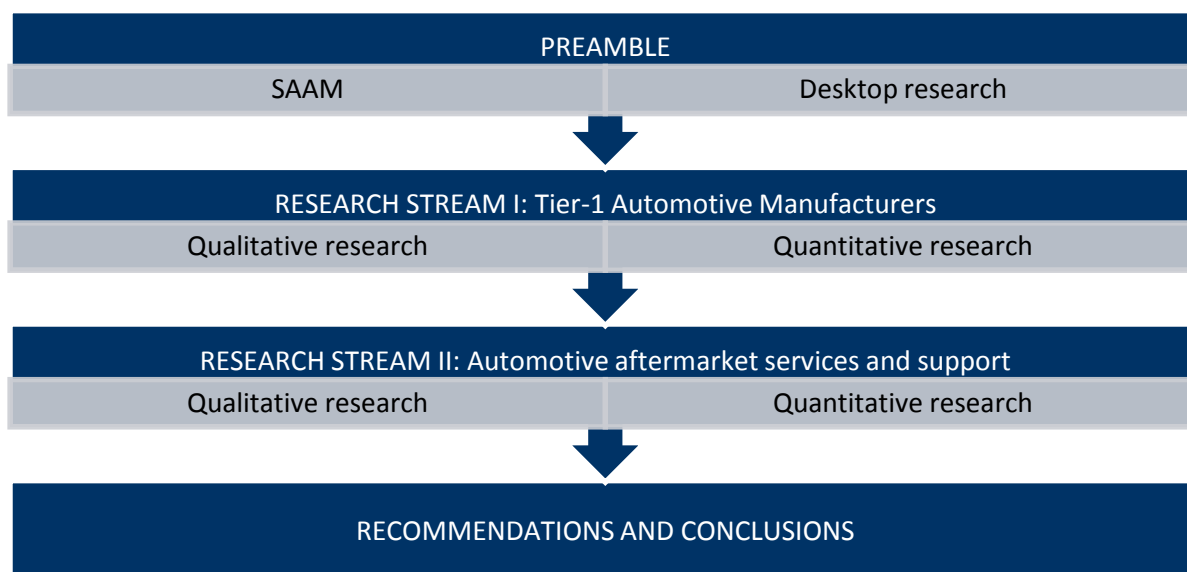 PREAMBLE
SAAM
Desktop research
RESEARCH STREAM I: Tier-1 Automotive Manufacturers
Qualitative research
Quantitative research
RESEARCH STREAM II: Automotive aftermarket services and support
Qualitative research
Quantitative research
RECOMMENDATIONS AND CONCLUSIONS